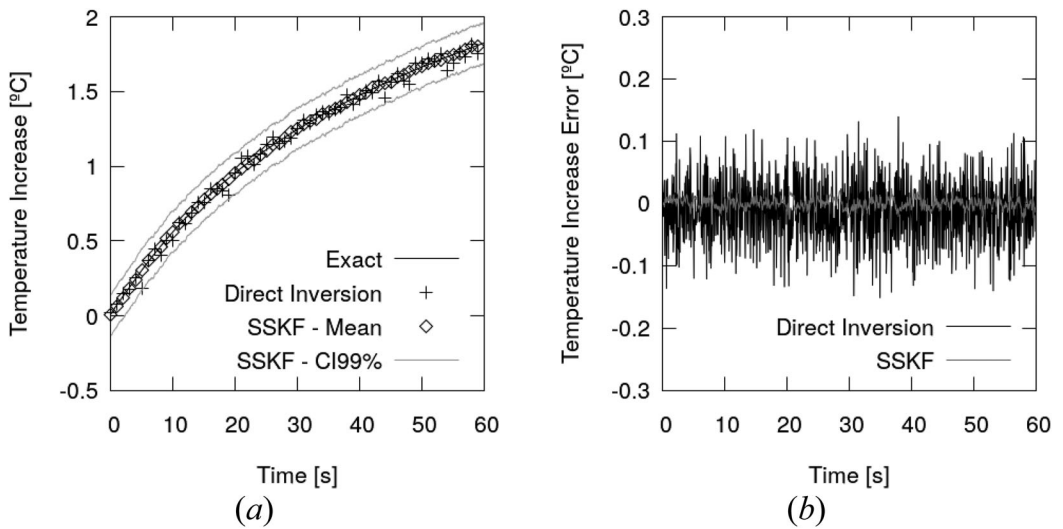 Temperature Increase [ºC]
2
1.5
1
0.5
0
-0.5
Exact
Direct Inversion
SSKF - Mean
SSKF - CI99%
0 10 20 30 40 50 60
Time [s]
(a)
Temperature Increase Error [ºC]
0.3
0.2
0.1
0
-0.1
-0.2
-0.3
Direct Inversion
SSKF
0 10 20 30 40 50 60
Time [s]
(b)